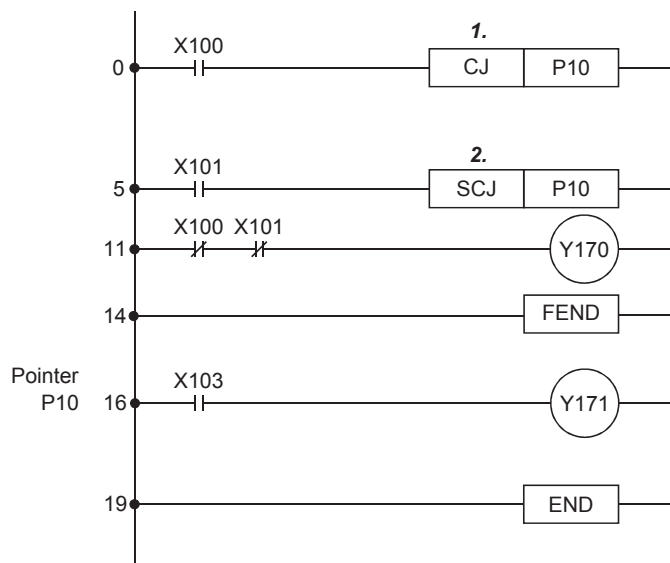 X100 1.
0 CJ P10
X101 2.
5 SCJ P10
X100 X101
11 Y170
14 FEND
Pointer
P10
X103
16 Y171
19 END